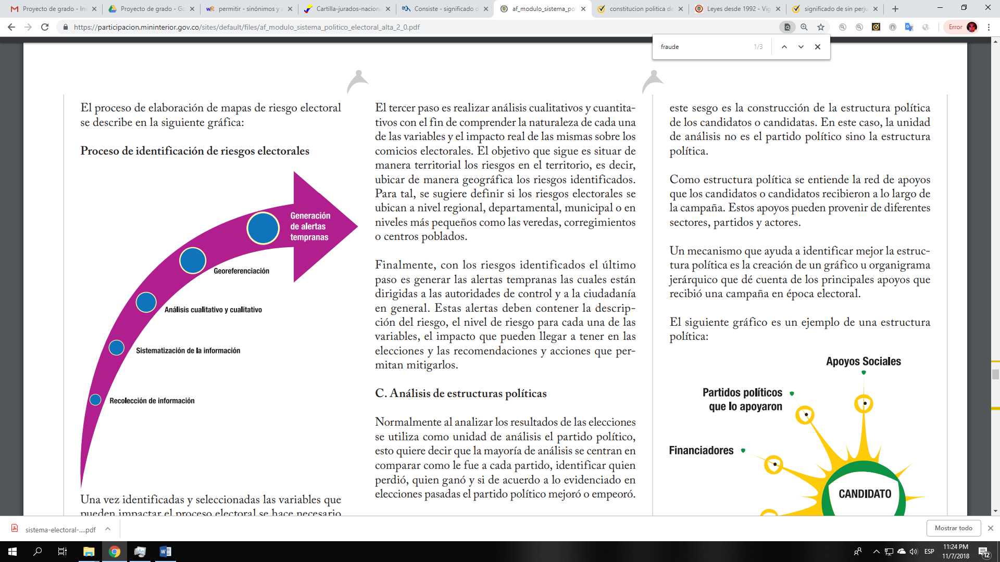 Proyecto de grado - Inv
Proyecto de grado - Go
permitir - sinónimos y a
Cartilla-jurados-naciona
Consiste - significado d
af_modulo_sistema_pol
constitucion politica de
Leyes desde 1992 - Vig
significado de sin perju
https://participacion.mininterior.gov.co/sites/default/files/af_modulo_sistema_politico_electoral_alta_2_0.pdf
Error
fraude
1/3
El proceso de elaboración de mapas de riesgo electoral
se describe en la siguiente gráfica:
Proceso de identificación de riesgos electorales
Generación
de alertas
tempranas
Georeferenciación
Análisis cualitativo y cualitativo
Sistematización de la información
Recolección de información
Una vez identificadas y seleccionadas las variables que
pueden impactar el proceso electoral se hace necesario
El tercer paso es realizar análisis cualitativos y cuantita-
tivos con el fin de comprender la naturaleza de cada una
de las variables y el impacto real de las mismas sobre los
comicios electorales. El objetivo que sigue es situar de
manera territorial los riesgos en el territorio, es decir,
ubicar de manera geográfica los riesgos identificados.
Para tal, se sugiere definir si los riesgos electorales se
ubican a nivel regional, departamental, municipal o en
niveles más pequeños como las veredas, corregimientos
o centros poblados.
Finalmente, con los riesgos identificados el último
paso es generar las alertas tempranas las cuales están
dirigidas a las autoridades de control y a la ciudadanía
en general. Estas alertas deben contener la descrip-
ción del riesgo, el nivel de riesgo para cada una de las
variables, el impacto que pueden llegar a tener en las
elecciones y las recomendaciones y acciones que per-
mitan mitigarlos.
C. Análisis de estructuras políticas
Normalmente al analizar los resultados de las elecciones
se utiliza como unidad de análisis el partido político,
esto quiere decir que la mayoría de análisis se centran en
comparar como le fue a cada partido, identificar quien
perdió, quien ganó y si de acuerdo a lo evidenciado en
elecciones pasadas el partido político mejoró o empeoró.
este sesgo es la construcción de la estructura política
de los candidatos o candidatas. En este caso, la unidad
de análisis no es el partido político sino la estructura
política.
Como estructura política se entiende la red de apoyos
que los candidatos o candidatos recibieron a lo largo de
la campaña. Estos apoyos pueden provenir de diferentes
sectores, partidos y actores.
Un mecanismo que ayuda a identificar mejor la estruc-
tura política es la creación de un gráfico u organigrama
jerárquico que dé cuenta de los principales apoyos que
recibió una campaña en época electoral.
El siguiente gráfico es un ejemplo de una estructura
política:
Apoyos Sociales
Partidos políticos
que lo apoyaron
Financiadores
CANDIDATO
sistema-electoral-....pdf
Mostrar todo
ESP
11:24 PM
11/7/2018
12